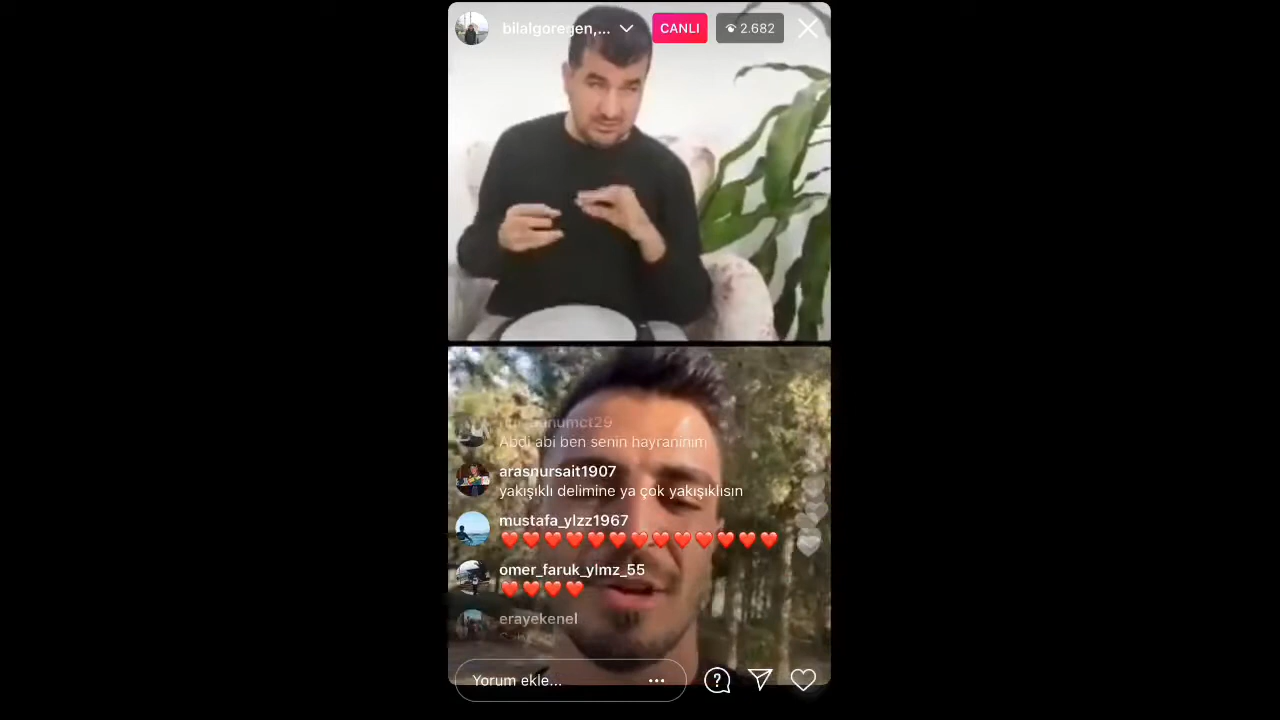 bilalgoregen,...
CANLI
2.682
Abdi abi ben senin hayranınım
arasnursait1907
yakışıklı delimine ya çok yakışıklısın
mustafa_ylzz1967
❤️❤️❤️❤️❤️❤️❤️❤️❤️❤️❤️❤️❤️
omer_faruk_ylmz_55
❤️❤️❤️❤️
erayekenel
Yorum ekle...